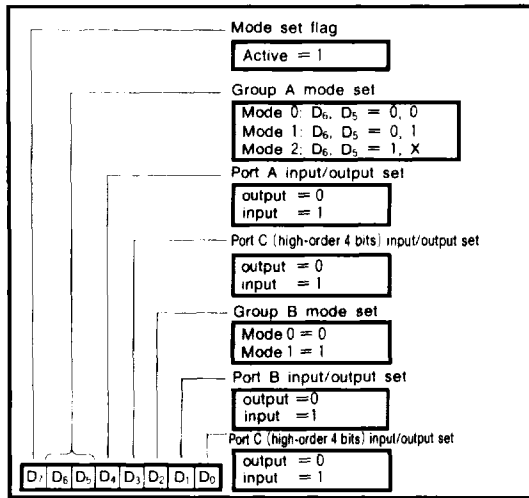 Mode set flag
Active = 1
Group A mode set
Mode 0: D₆, D₅ = 0, 0
Mode 1: D₆, D₅ = 0, 1
Mode 2: D₆, D₅ = 1, X
Port A input/output set
output = 0
input = 1
Port C (high-order 4 bits) input/output set
output = 0
input = 1
Group B mode set
Mode 0 = 0
Mode 1 = 1
Port B input/output set
output =0
input =1
Port C (high-order 4 bits) input/output set
output = 0
input = 1
D₇ D₆ D₅ D₄ D₃ D₂ D₁ D₀